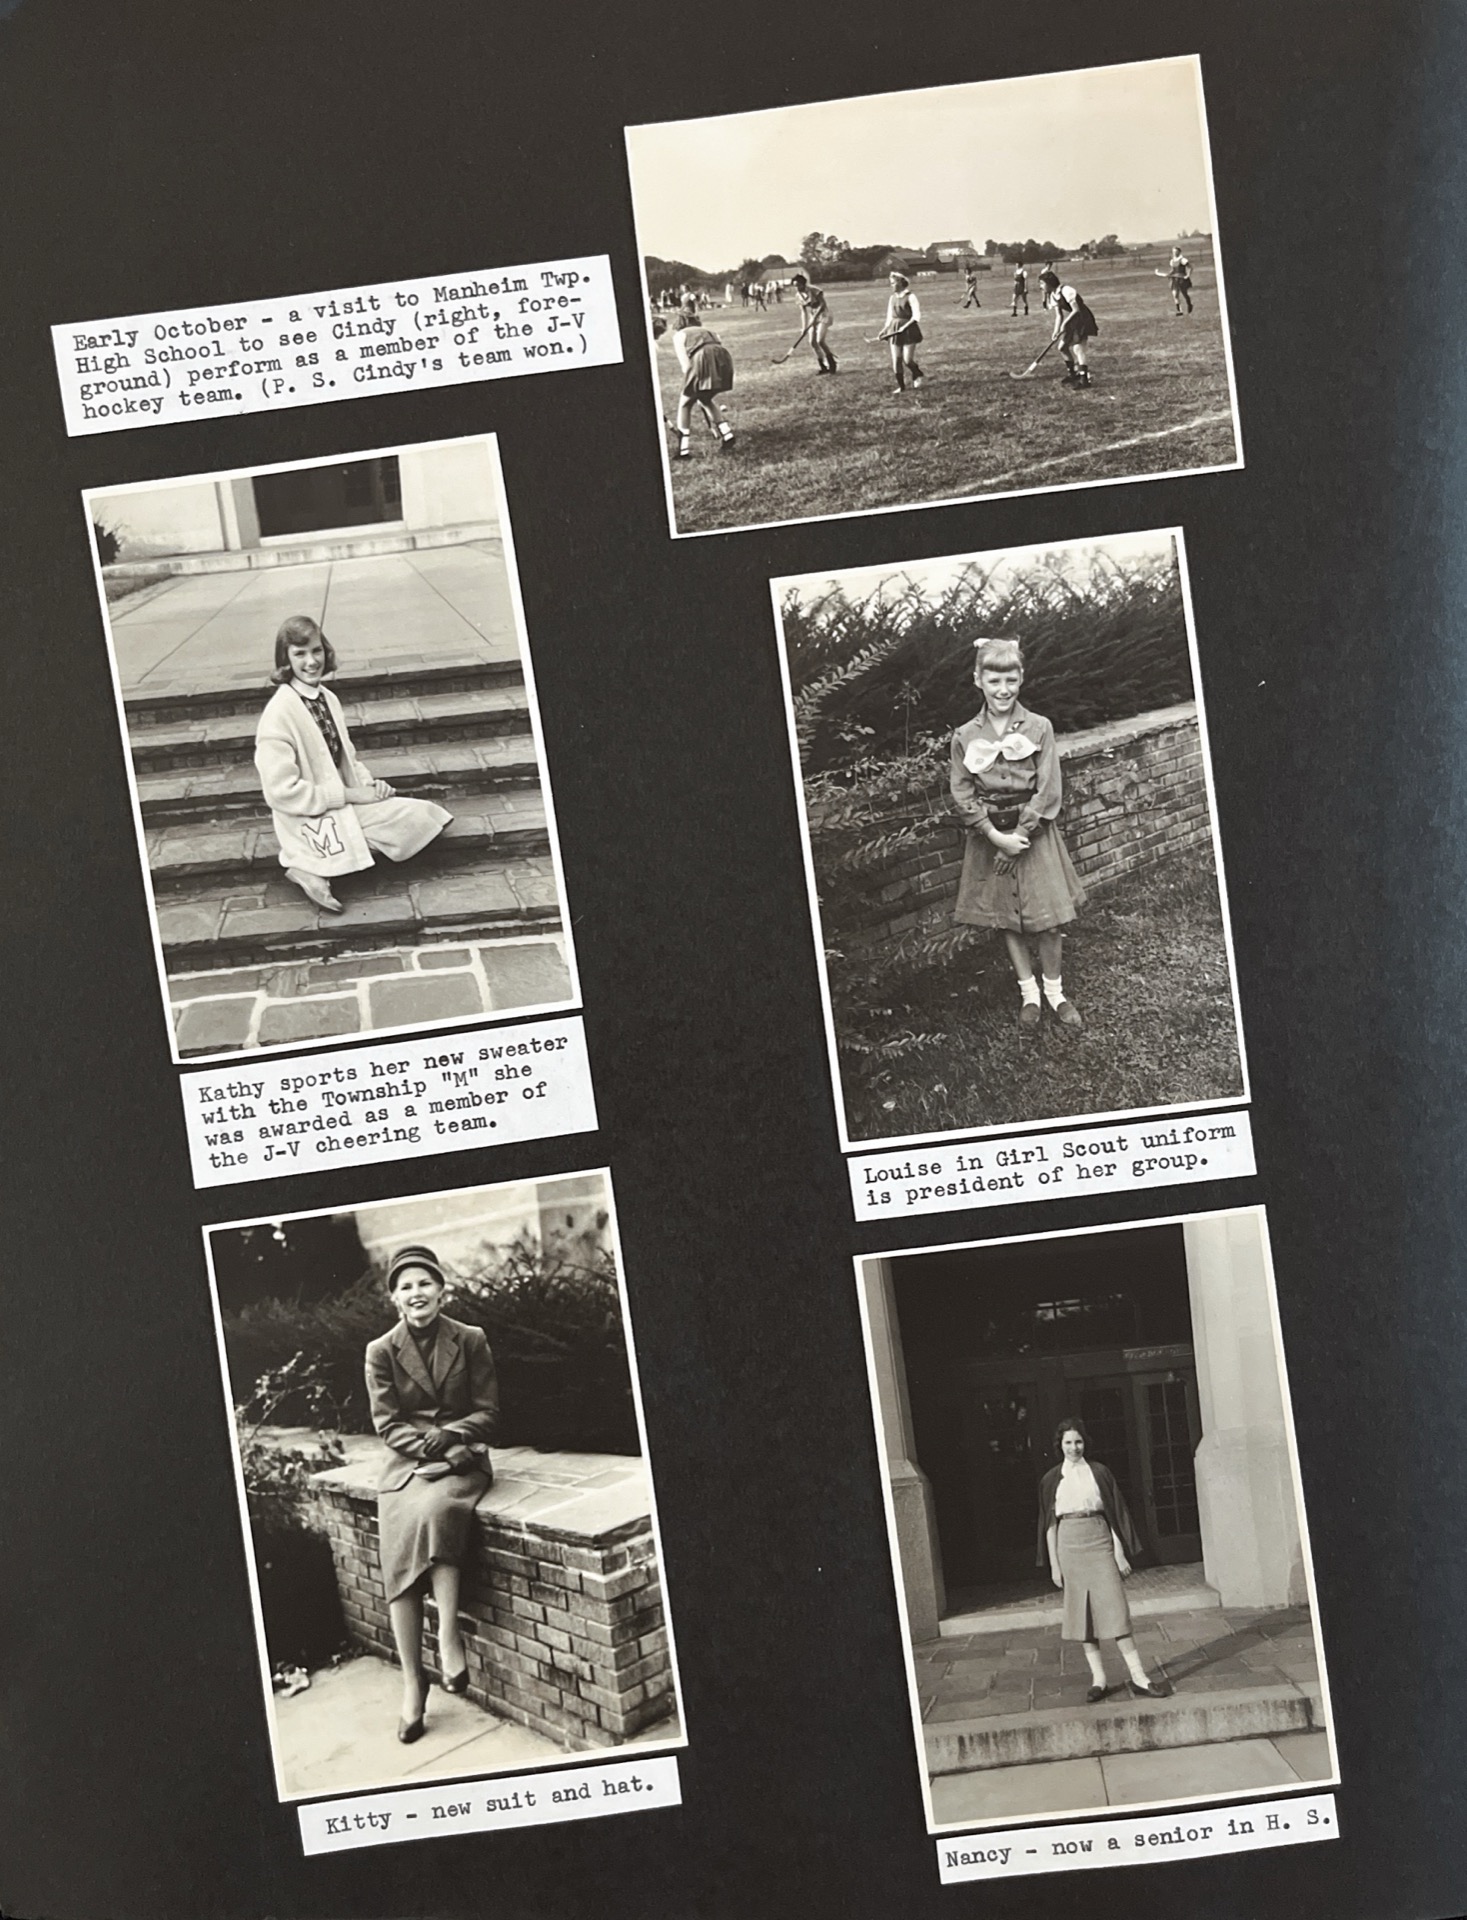 Early October - a visit to Manheim Twp.
High School to see Cindy (right, fore-
ground) perform as a member of the J-V
hockey team. (P. S. Cindy's team won.)
M
Kathy sports her new sweater
with the Township "M" she
was awarded as a member of
the J-V cheering team.
Louise in Girl Scout uniform
is president of her group.
Kitty - new suit and hat.
Nancy - now a senior in H. S.